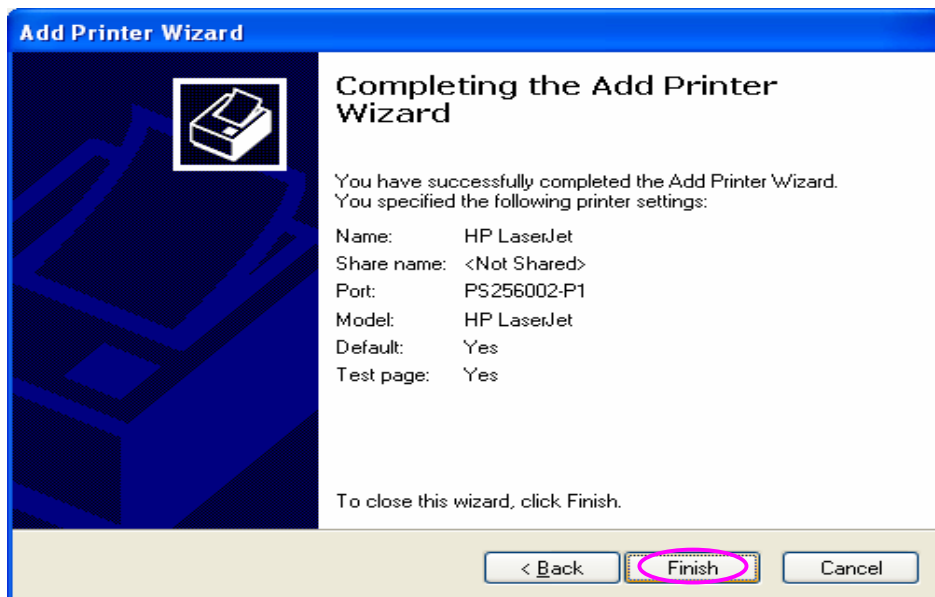 Add Printer Wizard
Completing the Add Printer
Wizard
You have successfully completed the Add Printer Wizard.
You specified the following printer settings:
Name: HP LaserJet
Share name: <Not Shared>
Port: PS256002-P1
Model: HP LaserJet
Default: Yes
Test page: Yes
To close this wizard, click Finish.
< Back Finish Cancel